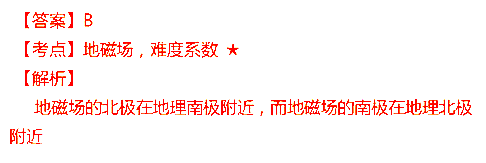 【答案】B
【考点】地磁场，难度系数 ★
【解析】
地磁场的北极在地理南极附近，而地磁场的南极在地理北极
附近